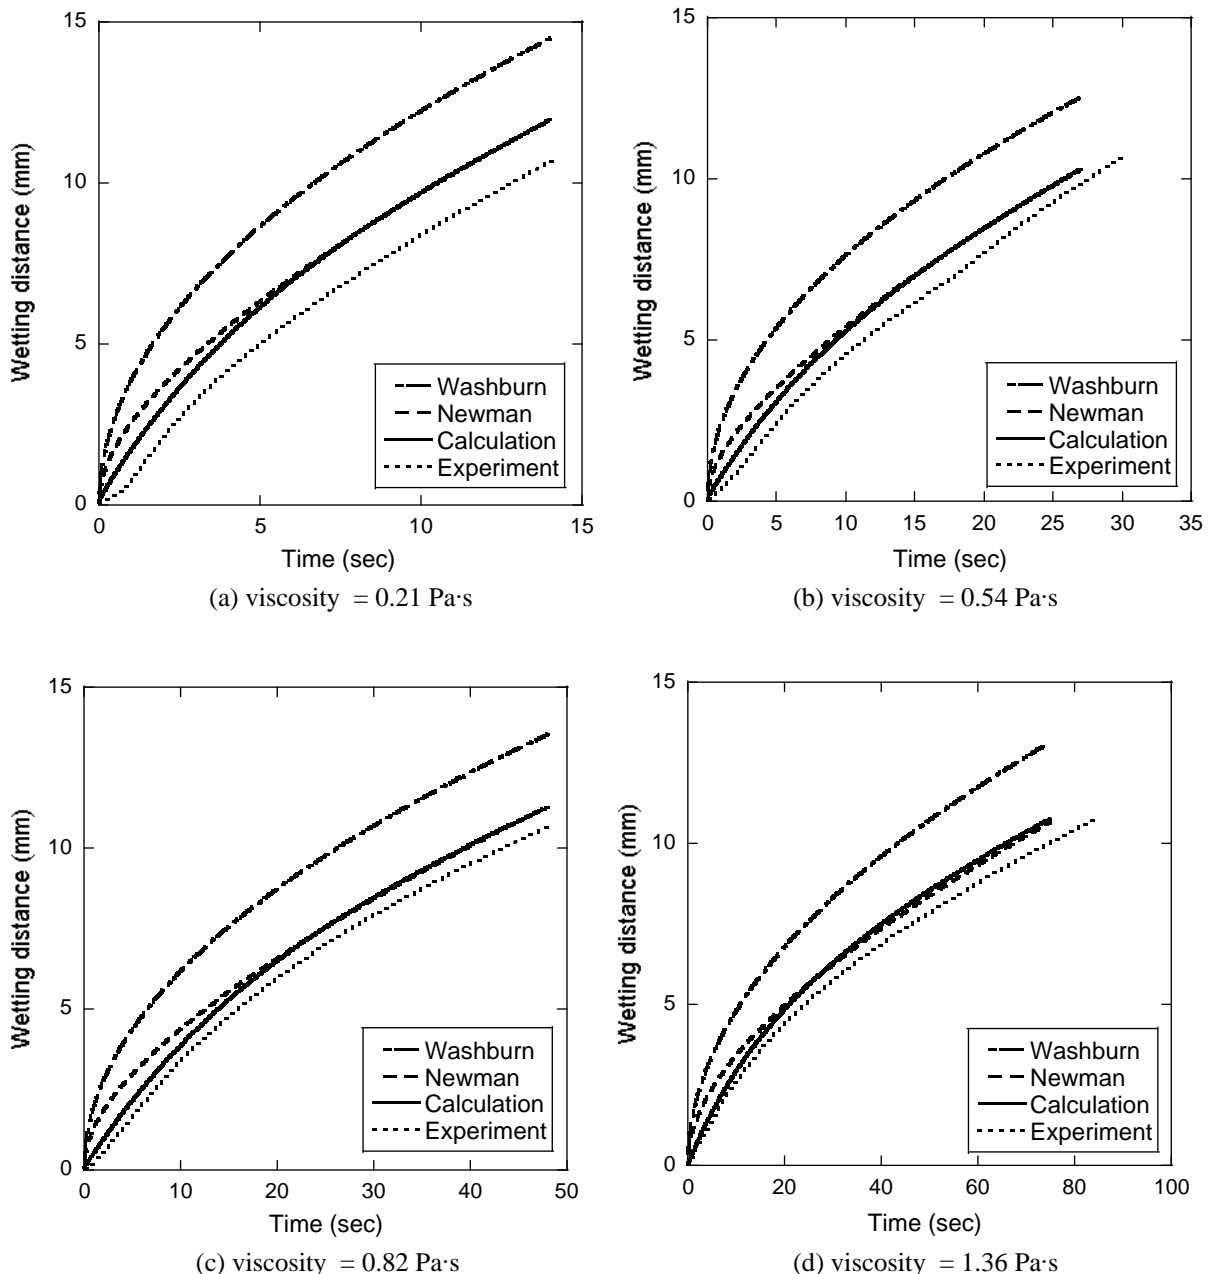 15
10
5
0
Wetting distance (mm)
Washburn
Newman
Calculation
Experiment
0 5 10 15
Time (sec)
(a) viscosity = 0.21 Pa·s
15
10
5
0
Wetting distance (mm)
Washburn
Newman
Calculation
Experiment
0 5 10 15 20 25 30 35
Time (sec)
(b) viscosity = 0.54 Pa·s
15
10
5
0
Wetting distance (mm)
Washburn
Newman
Calculation
Experiment
0 10 20 30 40 50
Time (sec)
(c) viscosity = 0.82 Pa·s
15
10
5
0
Wetting distance (mm)
Washburn
Newman
Calculation
Experiment
0 20 40 60 80 100
Time (sec)
(d) viscosity = 1.36 Pa·s